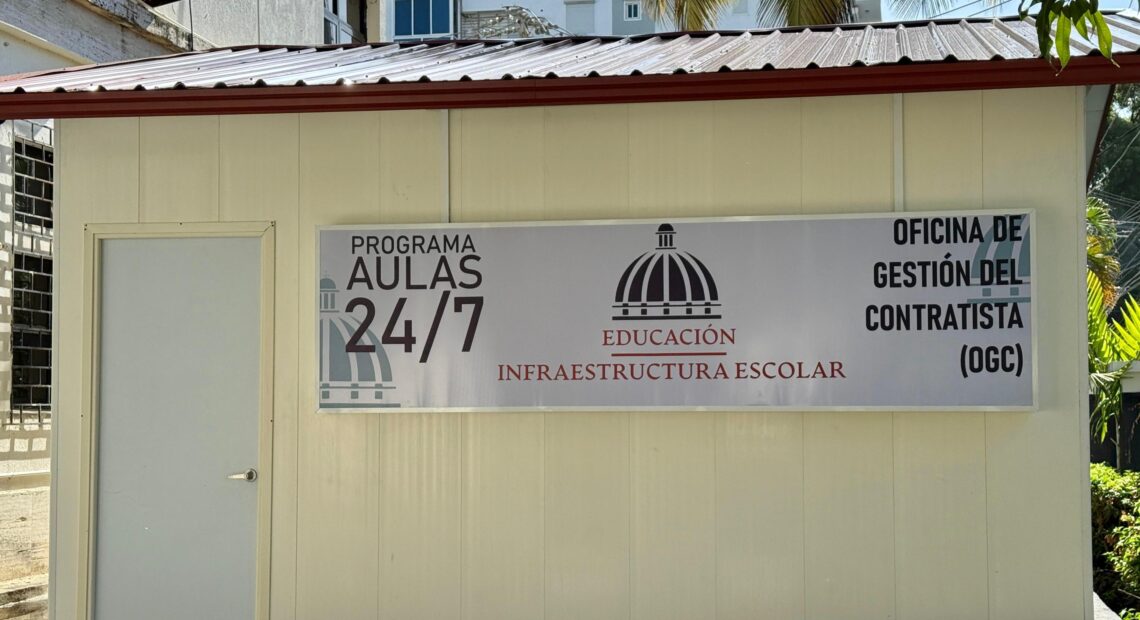 PROGRAMA
AULAS
24/7
EDUCACIÓN
INFRAESTRUCTURA ESCOLAR
OFICINA DE
GESTIÓN DEL
CONTRATISTA
(OGC)